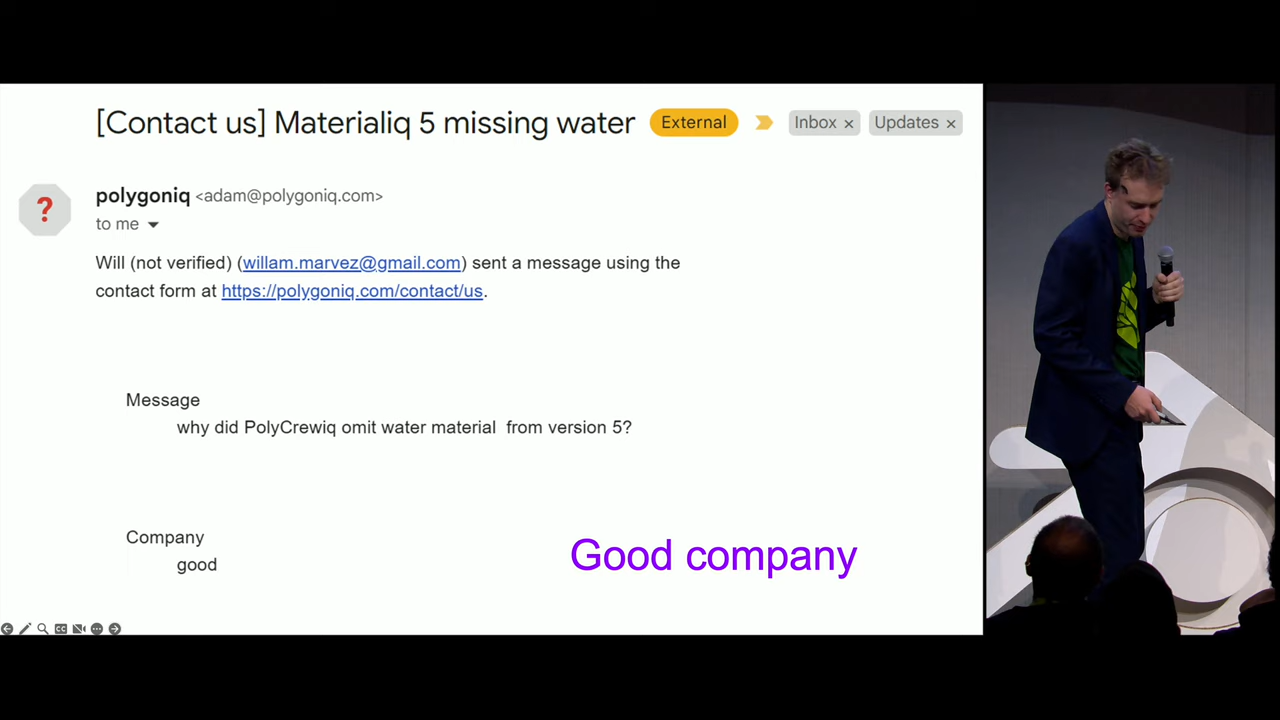 [Contact us] Materialiq 5 missing water External Inbox × Updates ×
?
polygoniq <adam@polygoniq.com>
to me
Will (not verified) (willam.marvez@gmail.com) sent a message using the
contact form at https://polygoniq.com/contact/us.
Message
why did PolyCrewiq omit water material from version 5?
Company
good
Good company
CC